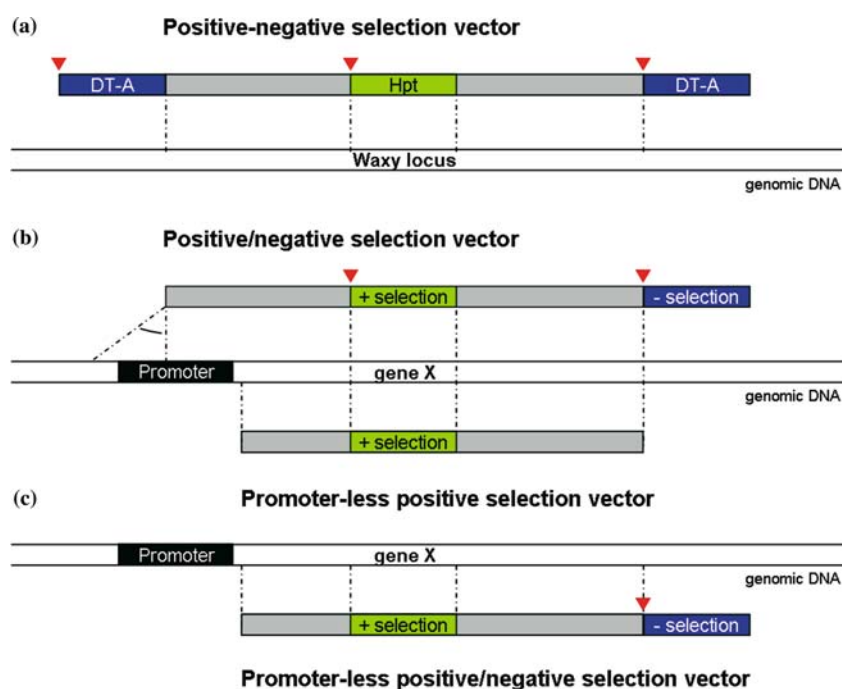 (a) Positive-negative selection vector
DT-A Hpt DT-A
Waxy locus
genomic DNA
(b) Positive/negative selection vector
+ selection - selection
Promoter gene X
genomic DNA
+ selection
(c) Promoter-less positive selection vector
Promoter gene X
genomic DNA
+ selection - selection
Promoter-less positive/negative selection vector